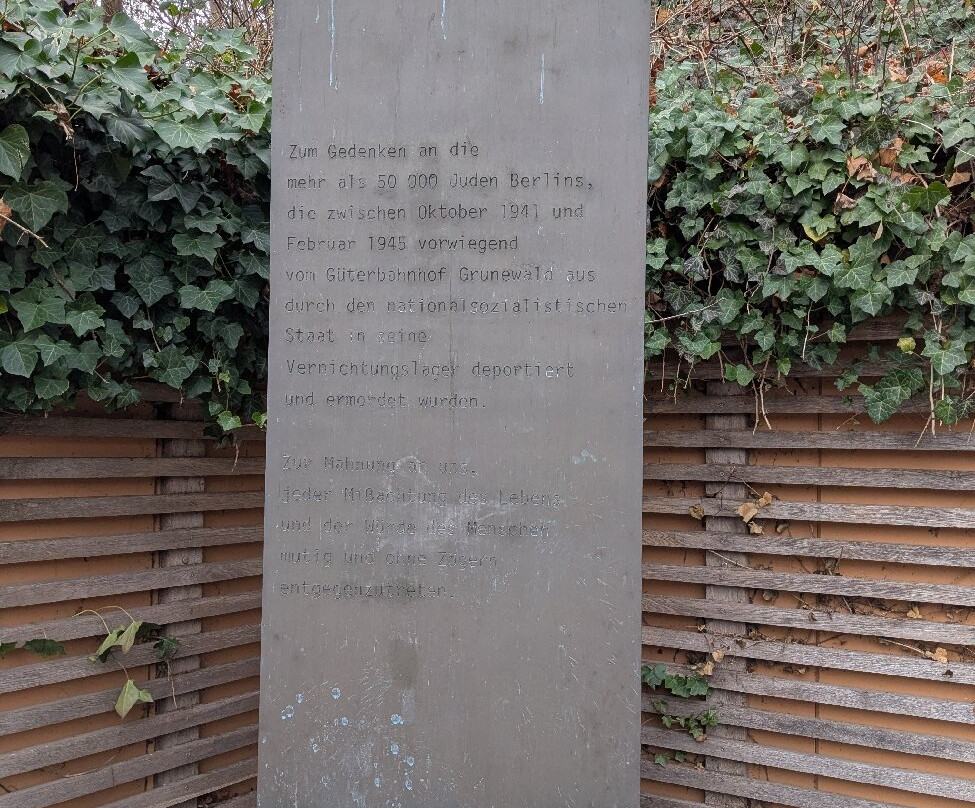 Zum Gedenken an die
mehr als 50 000 Juden Berlins,
die zwischen Oktober 1941 und
Februar 1945 vorwiegend
vom Güterbahnhof Grunewald aus
durch den nationalsozialistischen
Staat in seine
Vernichtungslager deportiert
und ermordet wurden.
Zur Mahnung an uns,
jeder Mißachtung des Lebens
und der Würde des Menschen
mutig und ohne Zögern
entgegenzutreten.